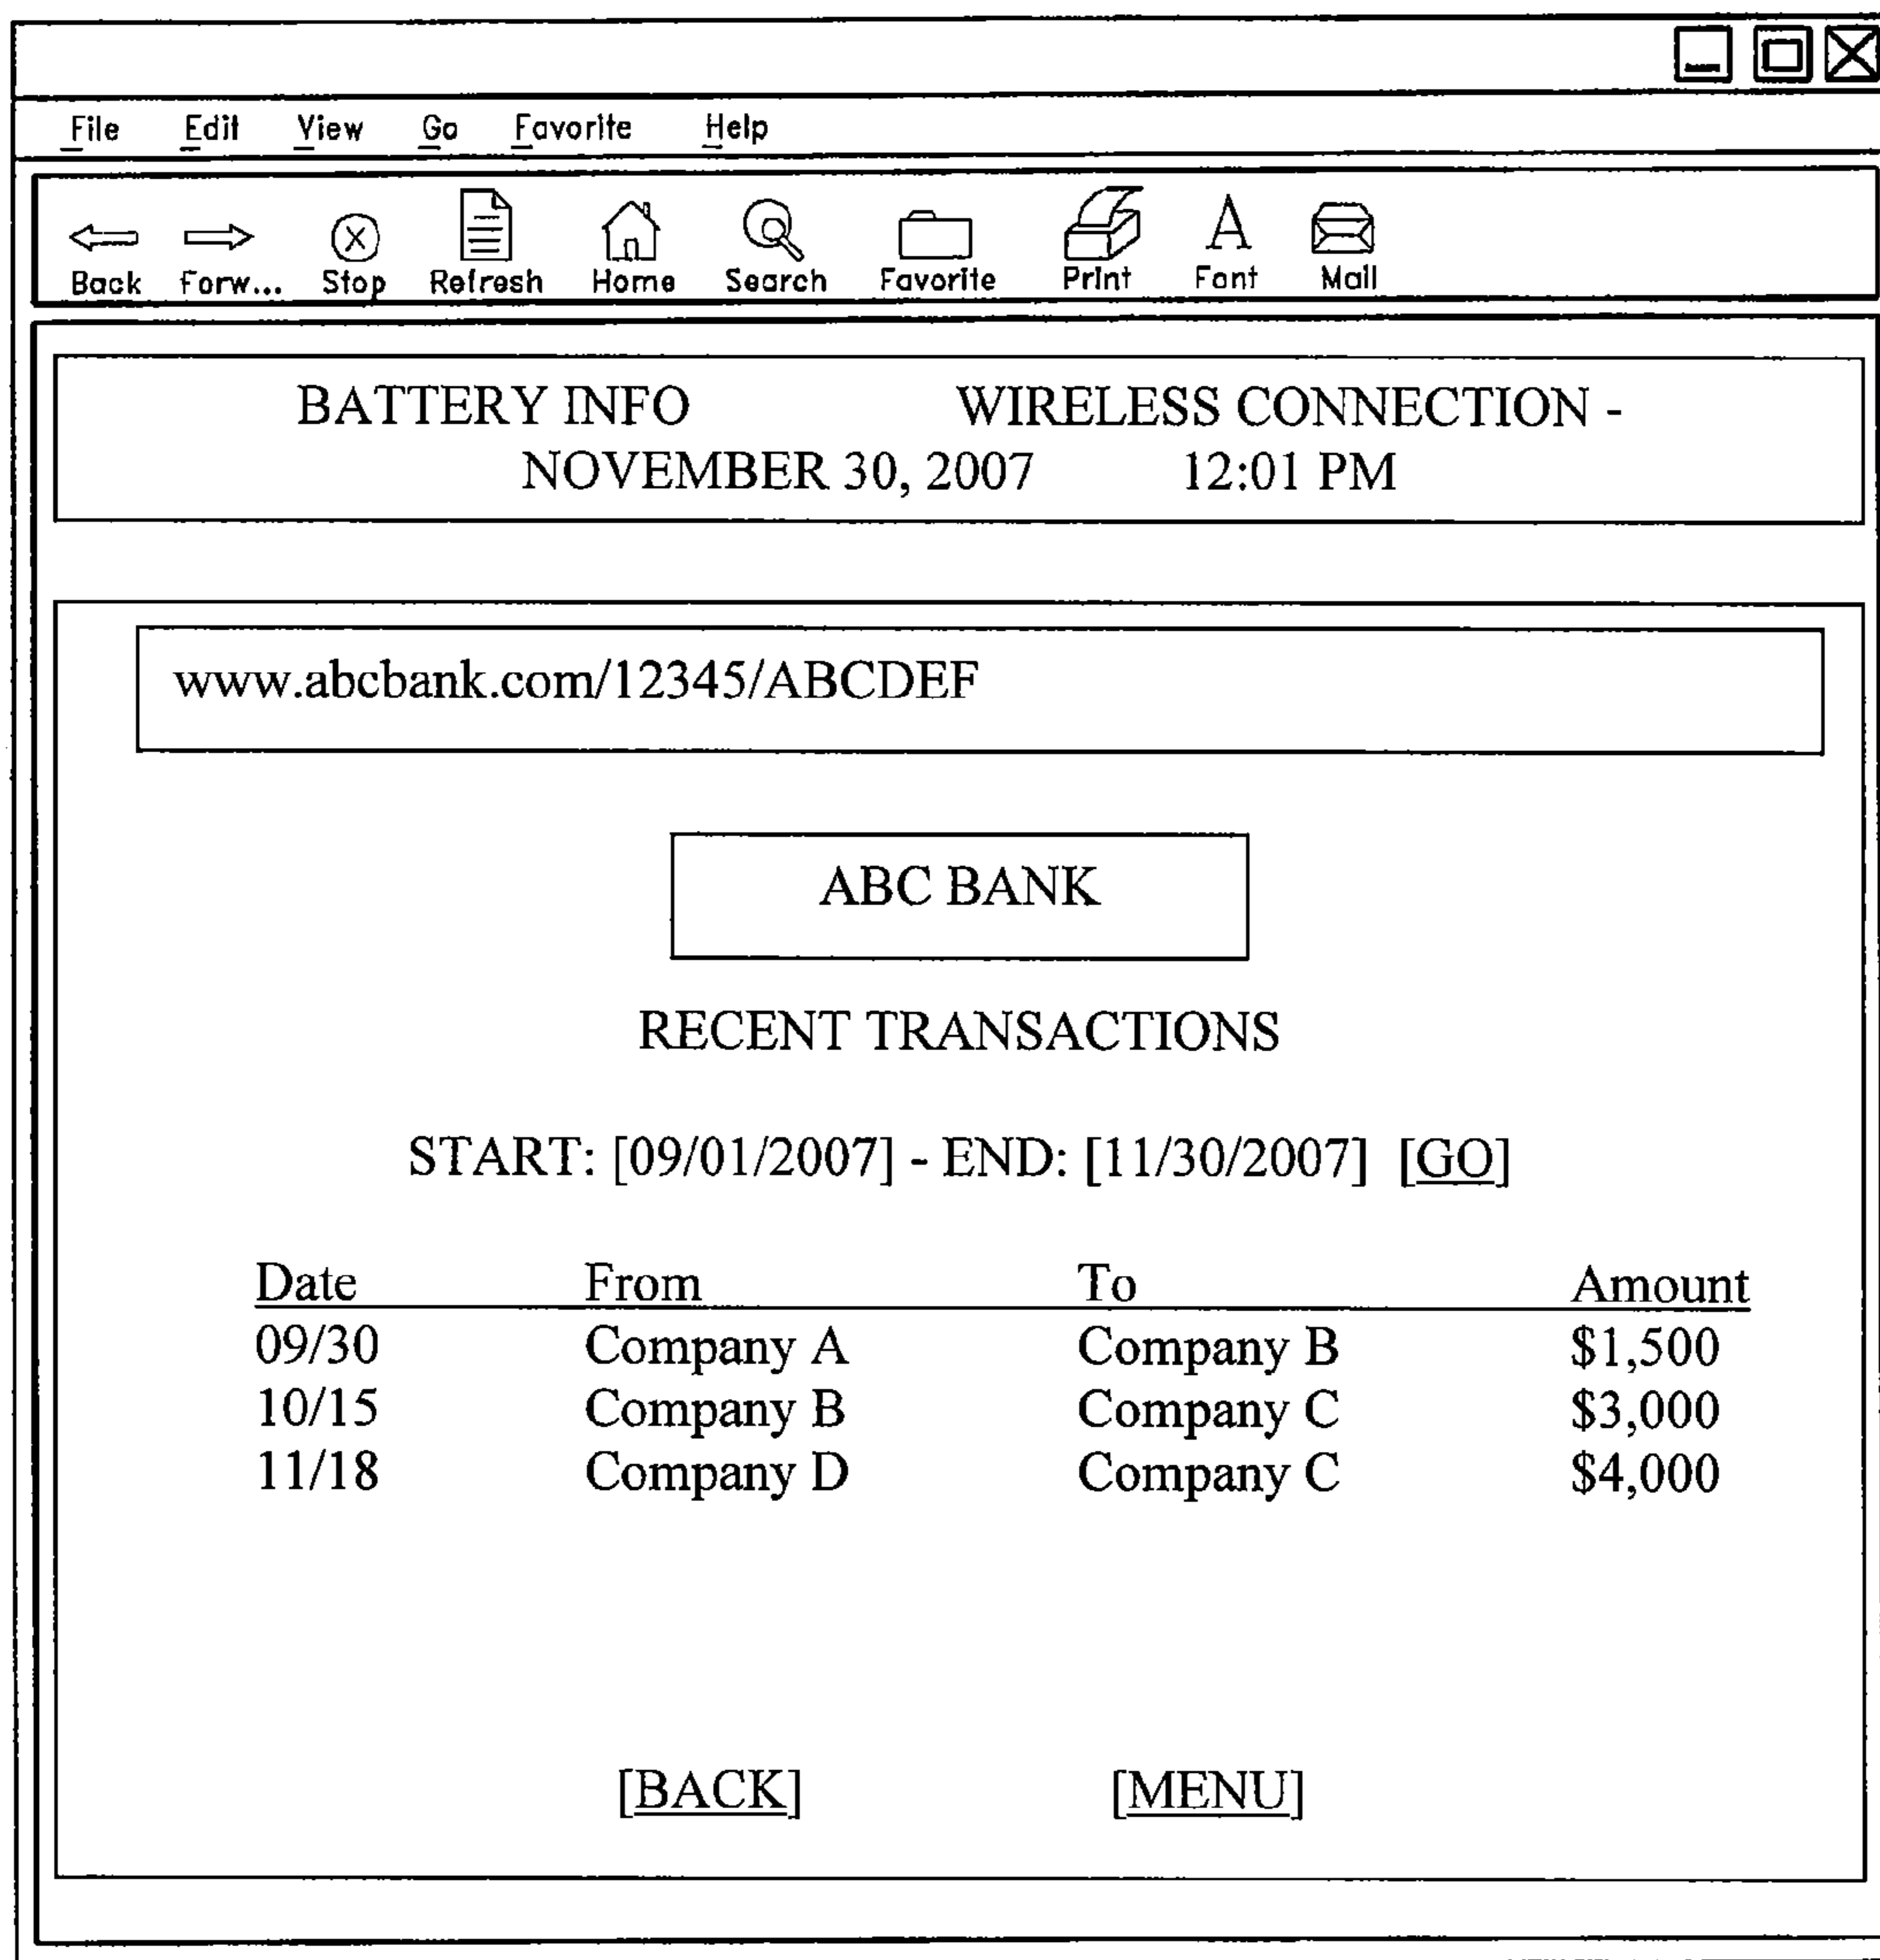 File Edit View Go Favorite Help
Back Forw... Stop Refresh Home Search Favorite Print Font Mail
BATTERY INFO WIRELESS CONNECTION -
NOVEMBER 30, 2007 12:01 PM
www.abcbank.com/12345/ABCDEF
ABC BANK
RECENT TRANSACTIONS
START: [09/01/2007] - END: [11/30/2007] [GO]
Date From To Amount
09/30 Company A Company B $1,500
10/15 Company B Company C $3,000
11/18 Company D Company C $4,000
[BACK] [MENU]